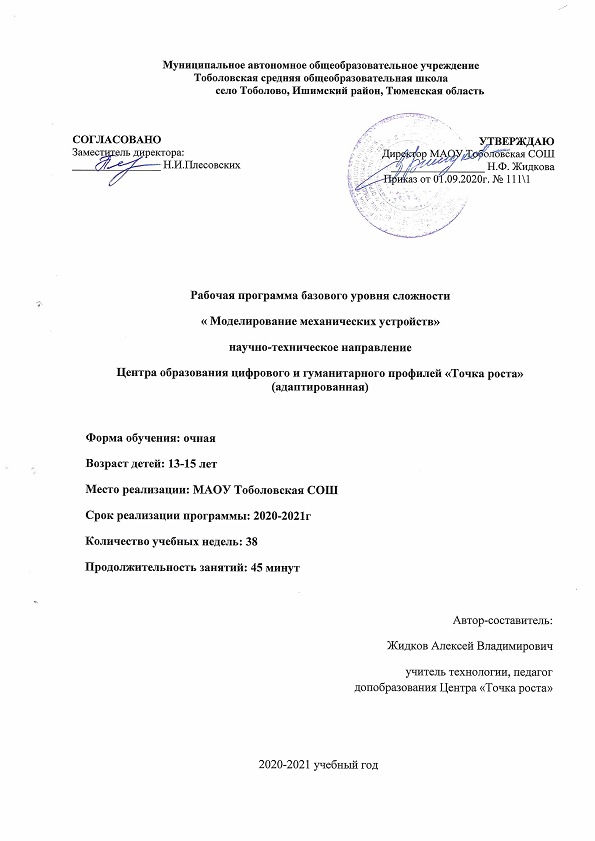 Муниципальное автономное общеобразовательное учреждение
Тоболовская средняя общеобразовательная школа
село Тоболово, Ишимский район, Тюменская область
СОГЛАСОВАНО
Заместитель директора:
Н.И.Плесовских
УТВЕРЖДАЮ
Директор МАОУ Тоболовская СОШ
Н.Ф. Жидкова
Приказ от 01.09.2020г. № 111\1
Рабочая программа базового уровня сложности
« Моделирование механических устройств»
научно-техническое направление
Центра образования цифрового и гуманитарного профилей «Точка роста»
(адаптированная)
Форма обучения: очная
Возраст детей: 13-15 лет
Место реализации: МАОУ Тоболовская СОШ
Срок реализации программы: 2020-2021г
Количество учебных недель: 38
Продолжительность занятий: 45 минут
Автор-составитель:
Жидков Алексей Владимирович
учитель технологии, педагог
допобразования Центра «Точка роста»
2020-2021 учебный год